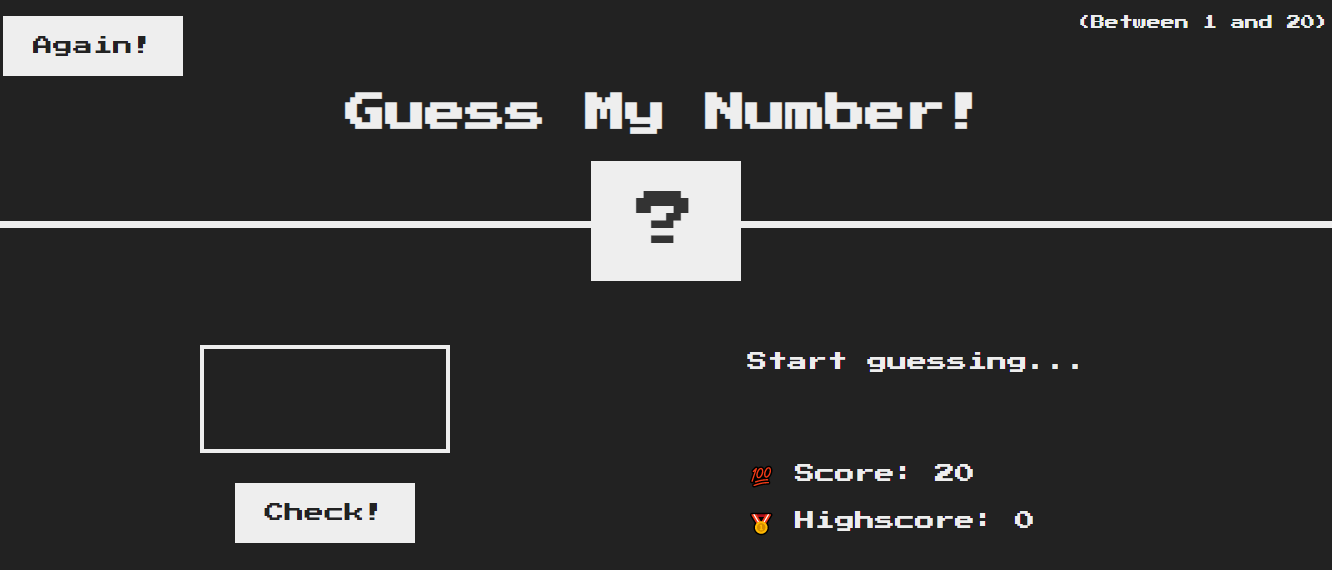 Again!
(Between 1 and 20)
Guess My Number!
?
Start guessing...
Check!
💯 Score: 20
🥇 Highscore: 0